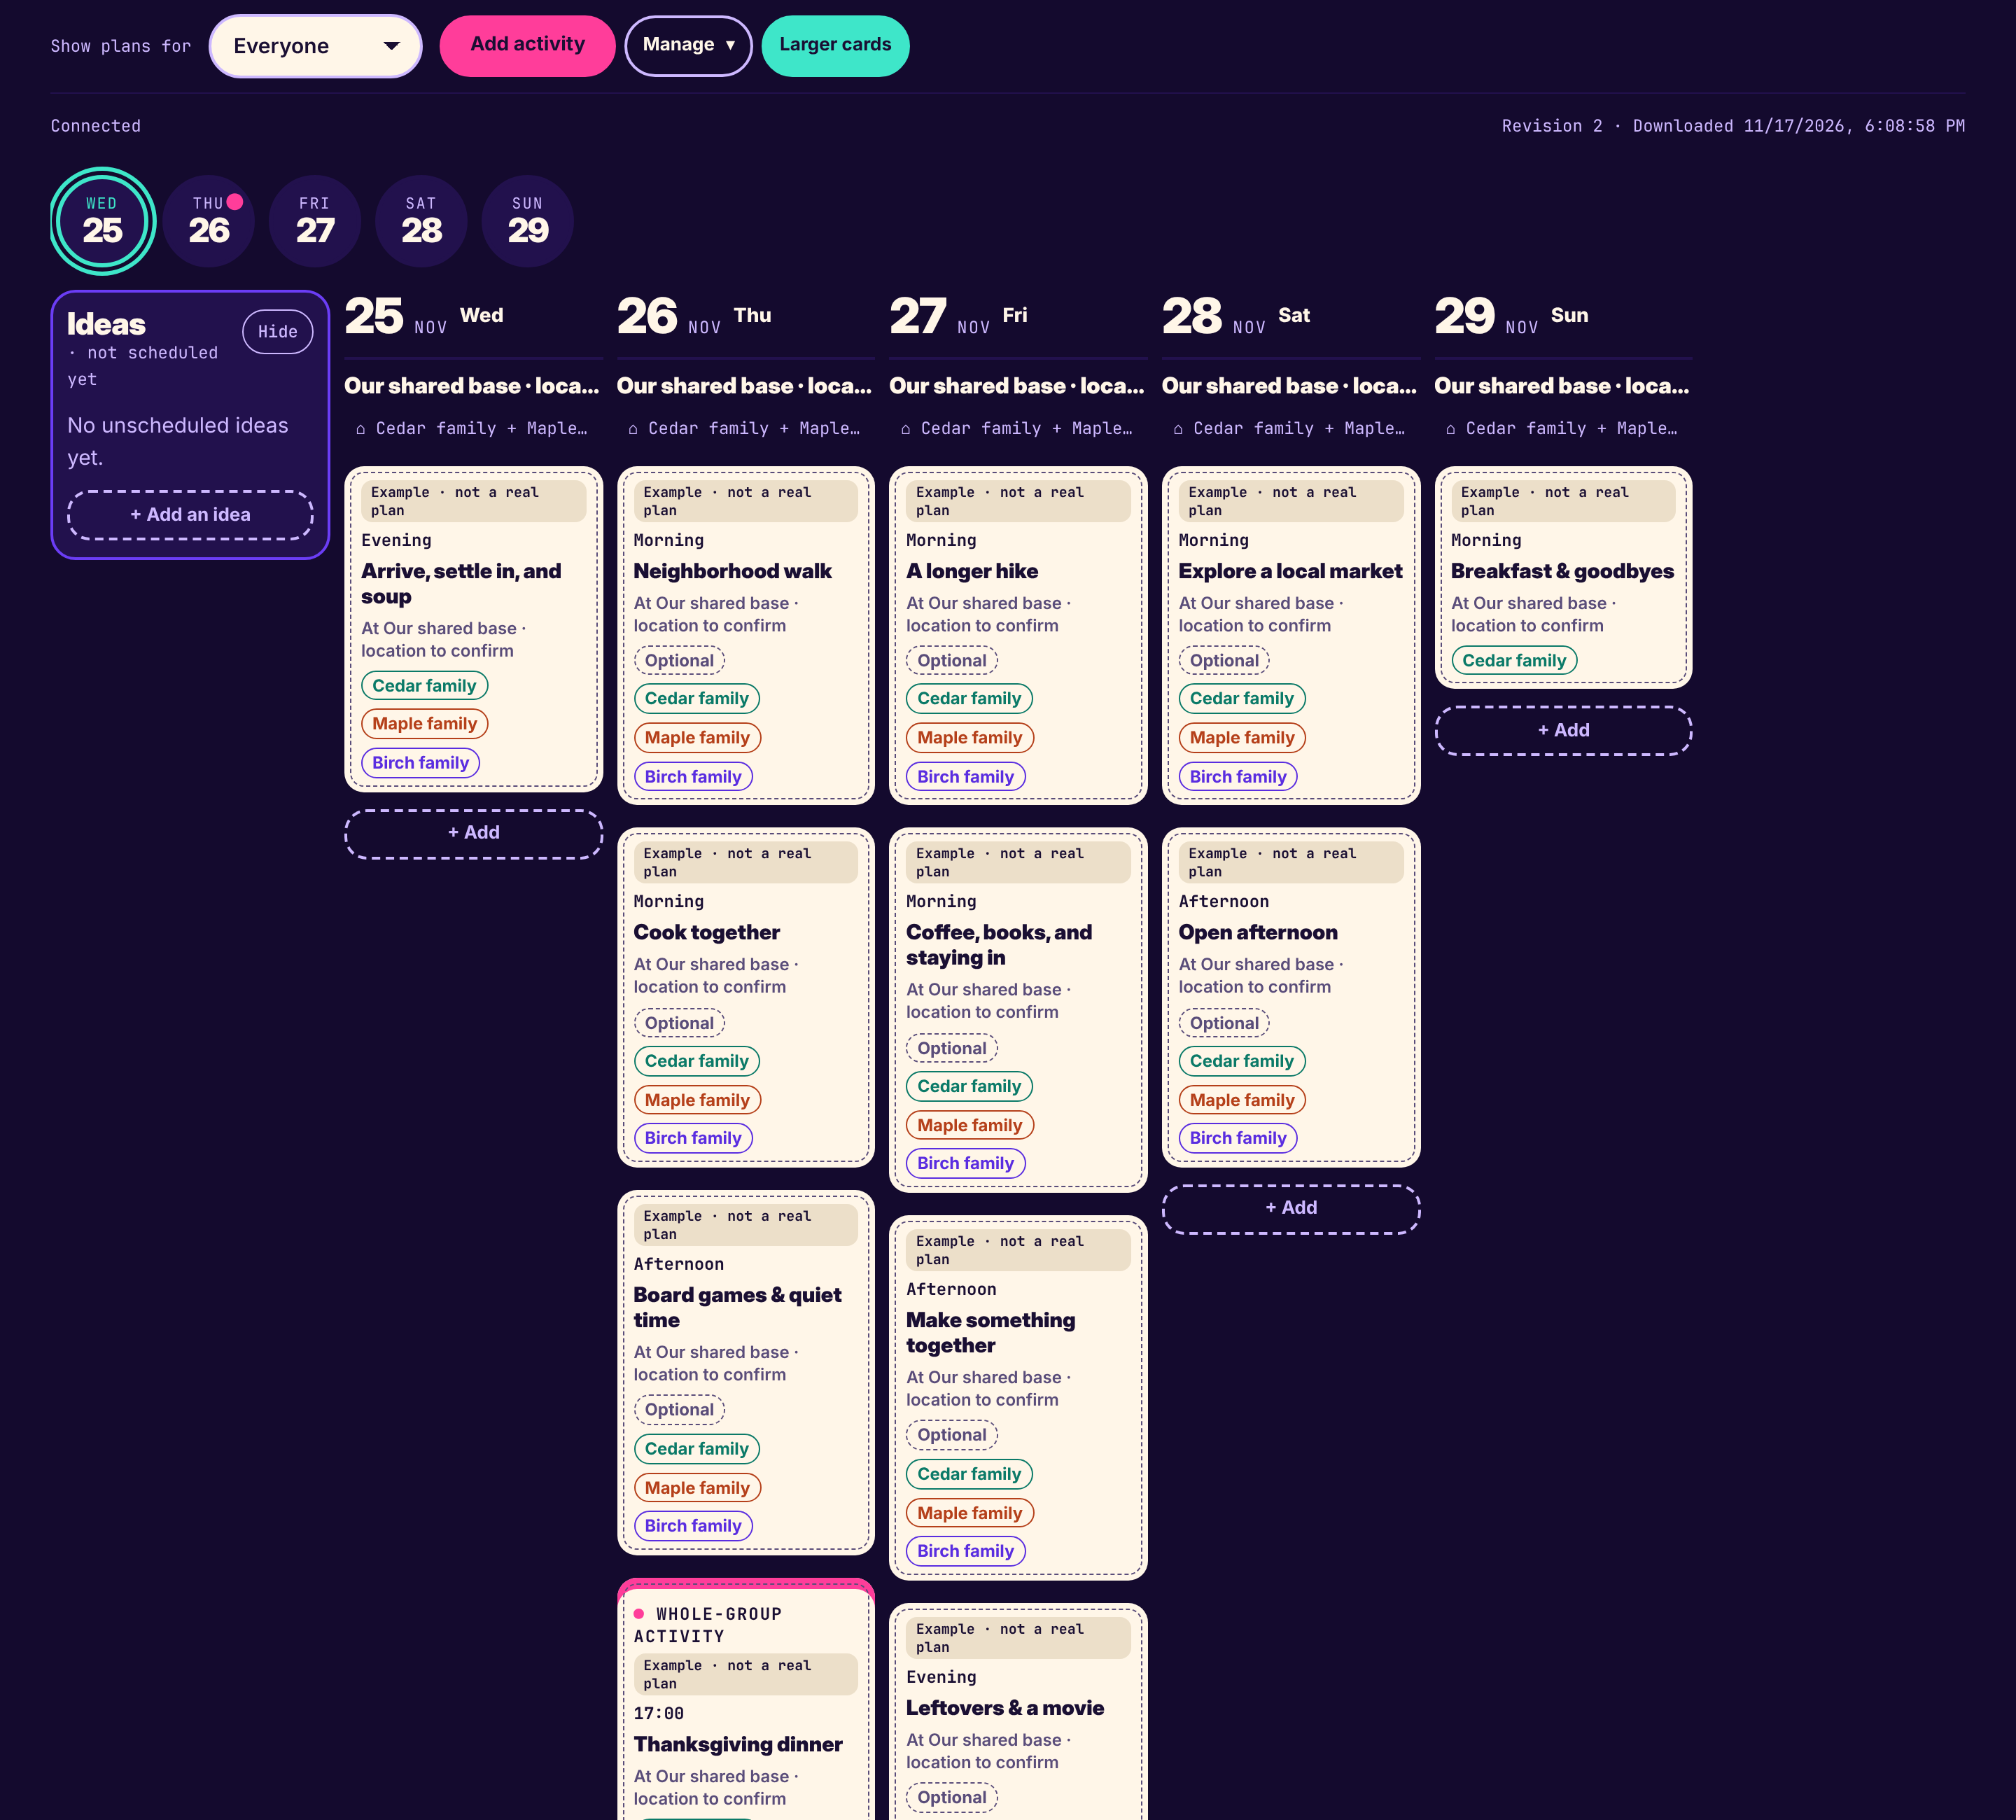 Show plans for
Everyone
Add activity
Manage ▾
Larger cards
Connected
Revision 2 · Downloaded 11/17/2026, 6:08:58 PM
WED
25
THU
26
FRI
27
SAT
28
SUN
29
Ideas
· not scheduled
yet
Hide
No unscheduled ideas
yet.
+ Add an idea
25 NOV Wed
Our shared base · loca...
⌂ Cedar family + Maple…
Example · not a real
plan
Evening
Arrive, settle in, and
soup
At Our shared base ·
location to confirm
Cedar family
Maple family
Birch family
+ Add
26 NOV Thu
Our shared base · loca...
⌂ Cedar family + Maple…
Example · not a real
plan
Morning
Neighborhood walk
At Our shared base ·
location to confirm
Optional
Cedar family
Maple family
Birch family
Example · not a real
plan
Morning
Cook together
At Our shared base ·
location to confirm
Optional
Cedar family
Maple family
Birch family
Example · not a real
plan
Afternoon
Board games & quiet
time
At Our shared base ·
location to confirm
Optional
Cedar family
Maple family
Birch family
WHOLE-GROUP
ACTIVITY
Example · not a real
plan
17:00
Thanksgiving dinner
At Our shared base ·
location to confirm
27 NOV Fri
Our shared base · loca...
⌂ Cedar family + Maple…
Example · not a real
plan
Morning
A longer hike
At Our shared base ·
location to confirm
Optional
Cedar family
Maple family
Birch family
Example · not a real
plan
Morning
Coffee, books, and
staying in
At Our shared base ·
location to confirm
Optional
Cedar family
Maple family
Birch family
Example · not a real
plan
Afternoon
Make something
together
At Our shared base ·
location to confirm
Optional
Cedar family
Maple family
Birch family
Example · not a real
plan
Evening
Leftovers & a movie
At Our shared base ·
location to confirm
Optional
28 NOV Sat
Our shared base · loca...
⌂ Cedar family + Maple…
Example · not a real
plan
Morning
Explore a local market
At Our shared base ·
location to confirm
Optional
Cedar family
Maple family
Birch family
Example · not a real
plan
Afternoon
Open afternoon
At Our shared base ·
location to confirm
Optional
Cedar family
Maple family
Birch family
+ Add
29 NOV Sun
Our shared base · loca...
⌂ Cedar family + Maple…
Example · not a real
plan
Morning
Breakfast & goodbyes
At Our shared base ·
location to confirm
Cedar family
+ Add